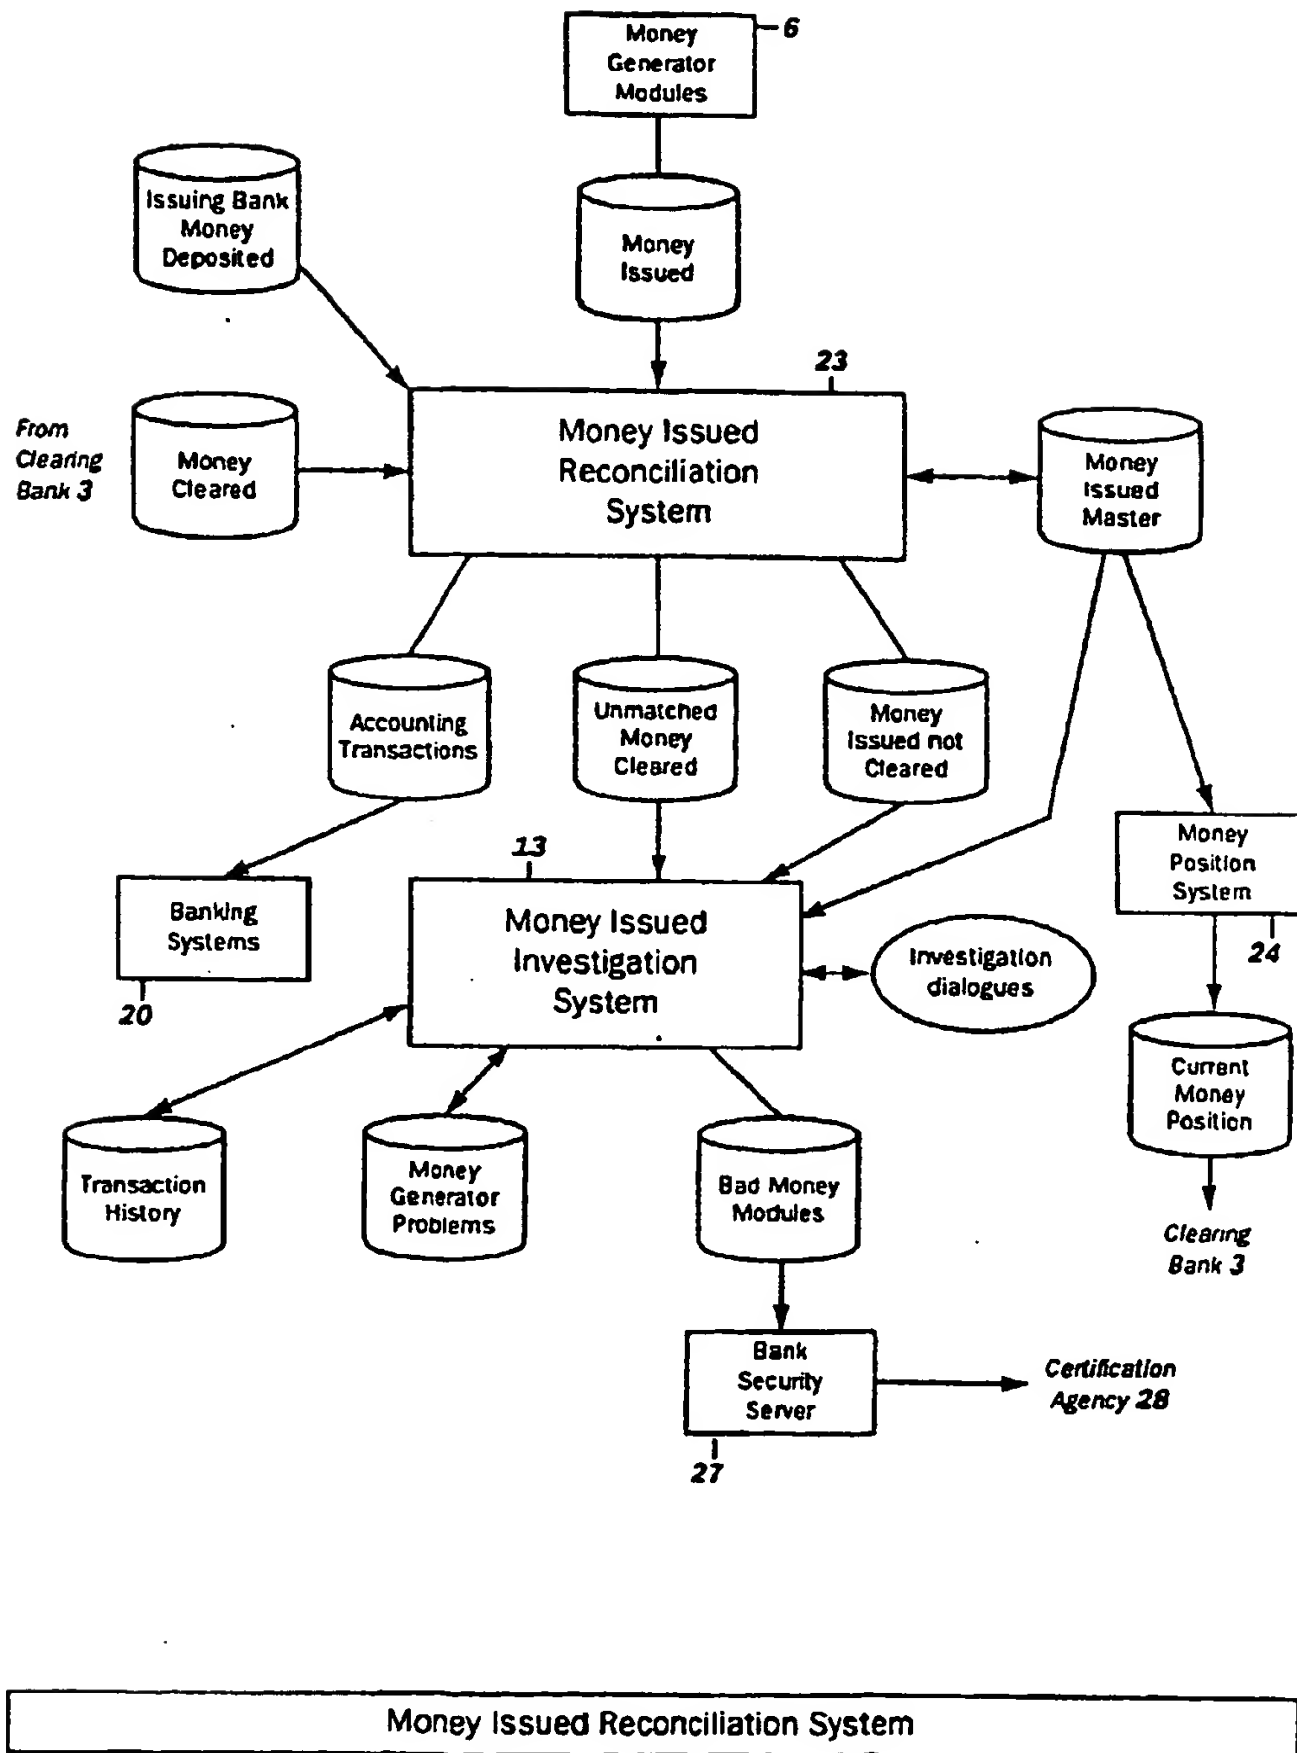 Money
Generator
Modules
6
Issuing Bank
Money
Deposited
Money
Issued
23
From
Clearing
Bank 3
Money
Cleared
Money Issued
Reconciliation
System
Money
Issued
Master
Accounting
Transactions
Unmatched
Money
Cleared
Money
Issued not
Cleared
Money
Position
System
24
13
Banking
Systems
20
Money Issued
Investigation
System
Investigation
dialogues
Current
Money
Position
Transaction
History
Money
Generator
Problems
Bad Money
Modules
Clearing
Bank 3
Bank
Security
Server
27
Certification
Agency 28
Money Issued Reconciliation System